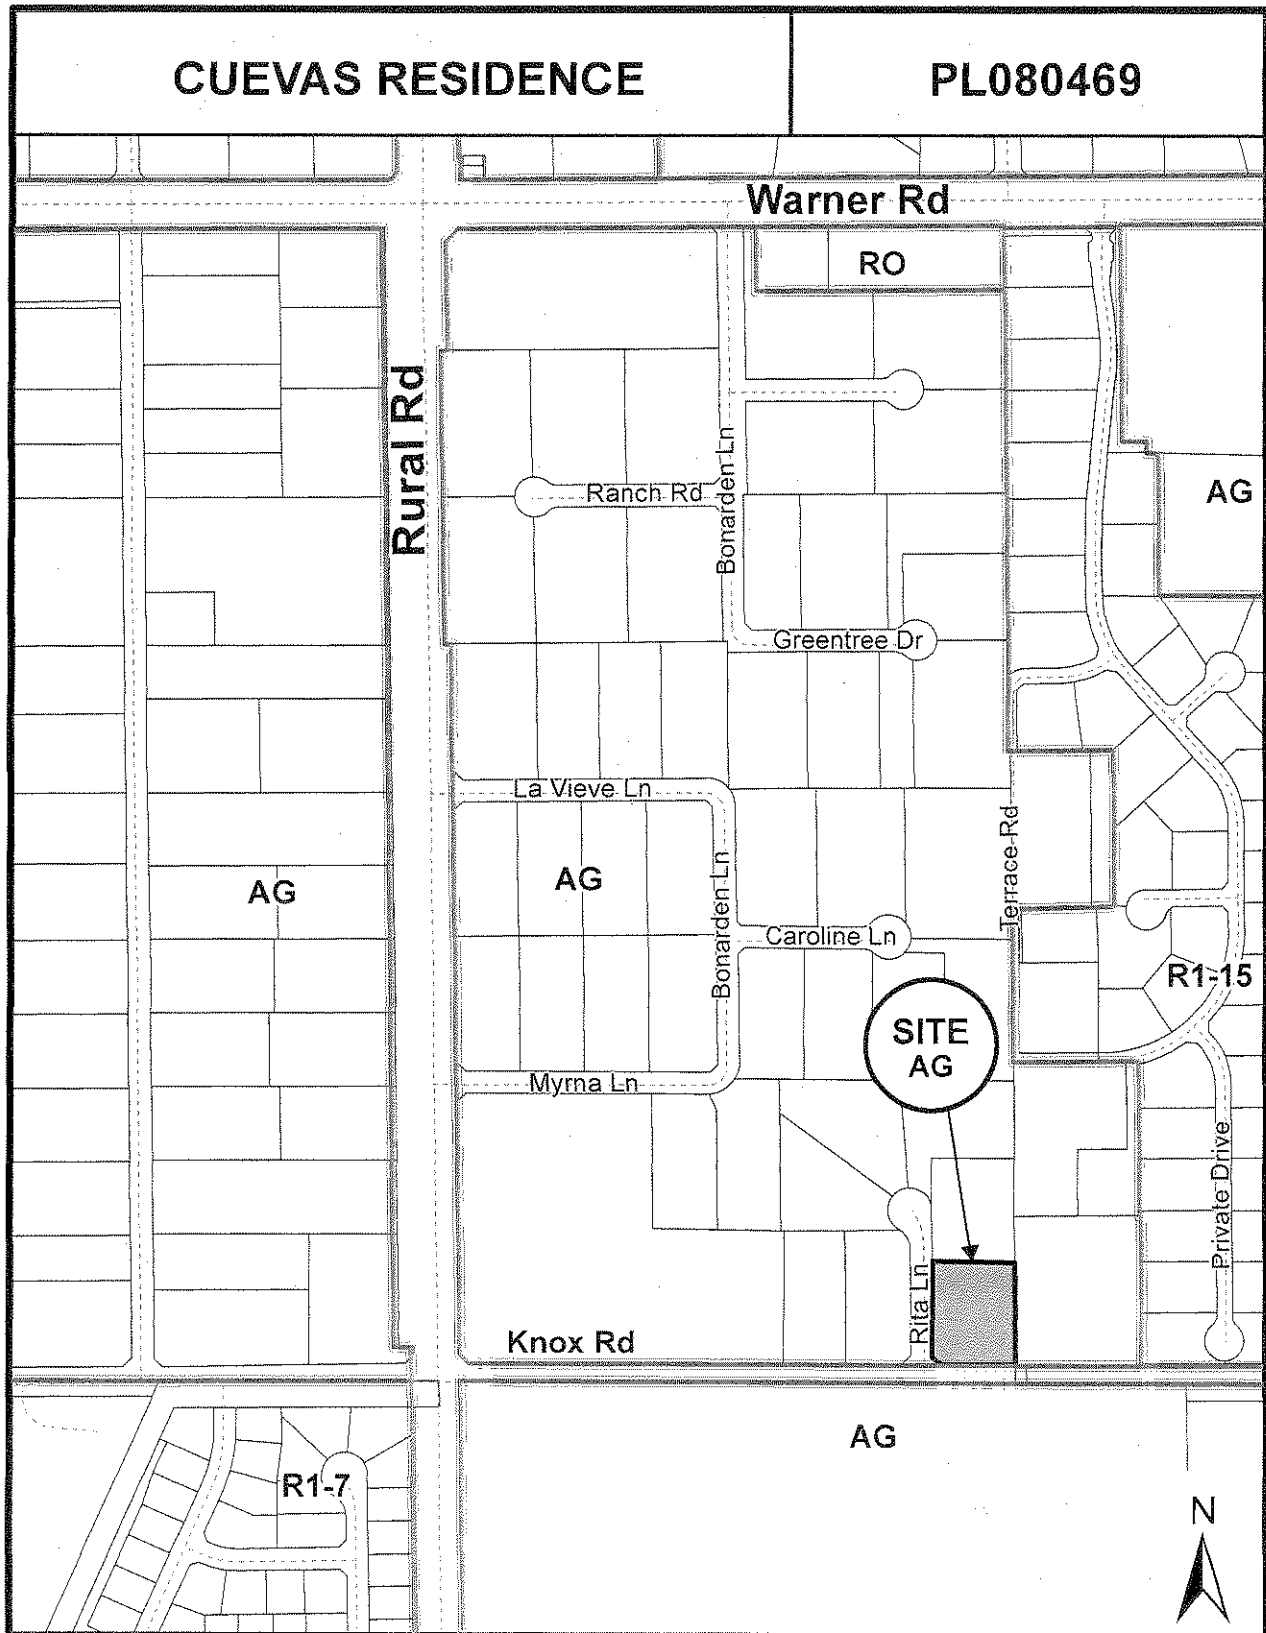 CUEVAS RESIDENCE
PL080469
Warner Rd
RO
Rural Rd
Bonarden Ln
Ranch Rd
AG
Greentree Dr
La Vieve Ln
Terrace Rd
AG
AG
Bonarden Ln
Caroline Ln
R1-15
SITE
AG
Myrna Ln
Private Drive
Rita Ln
Knox Rd
AG
R1-7
N